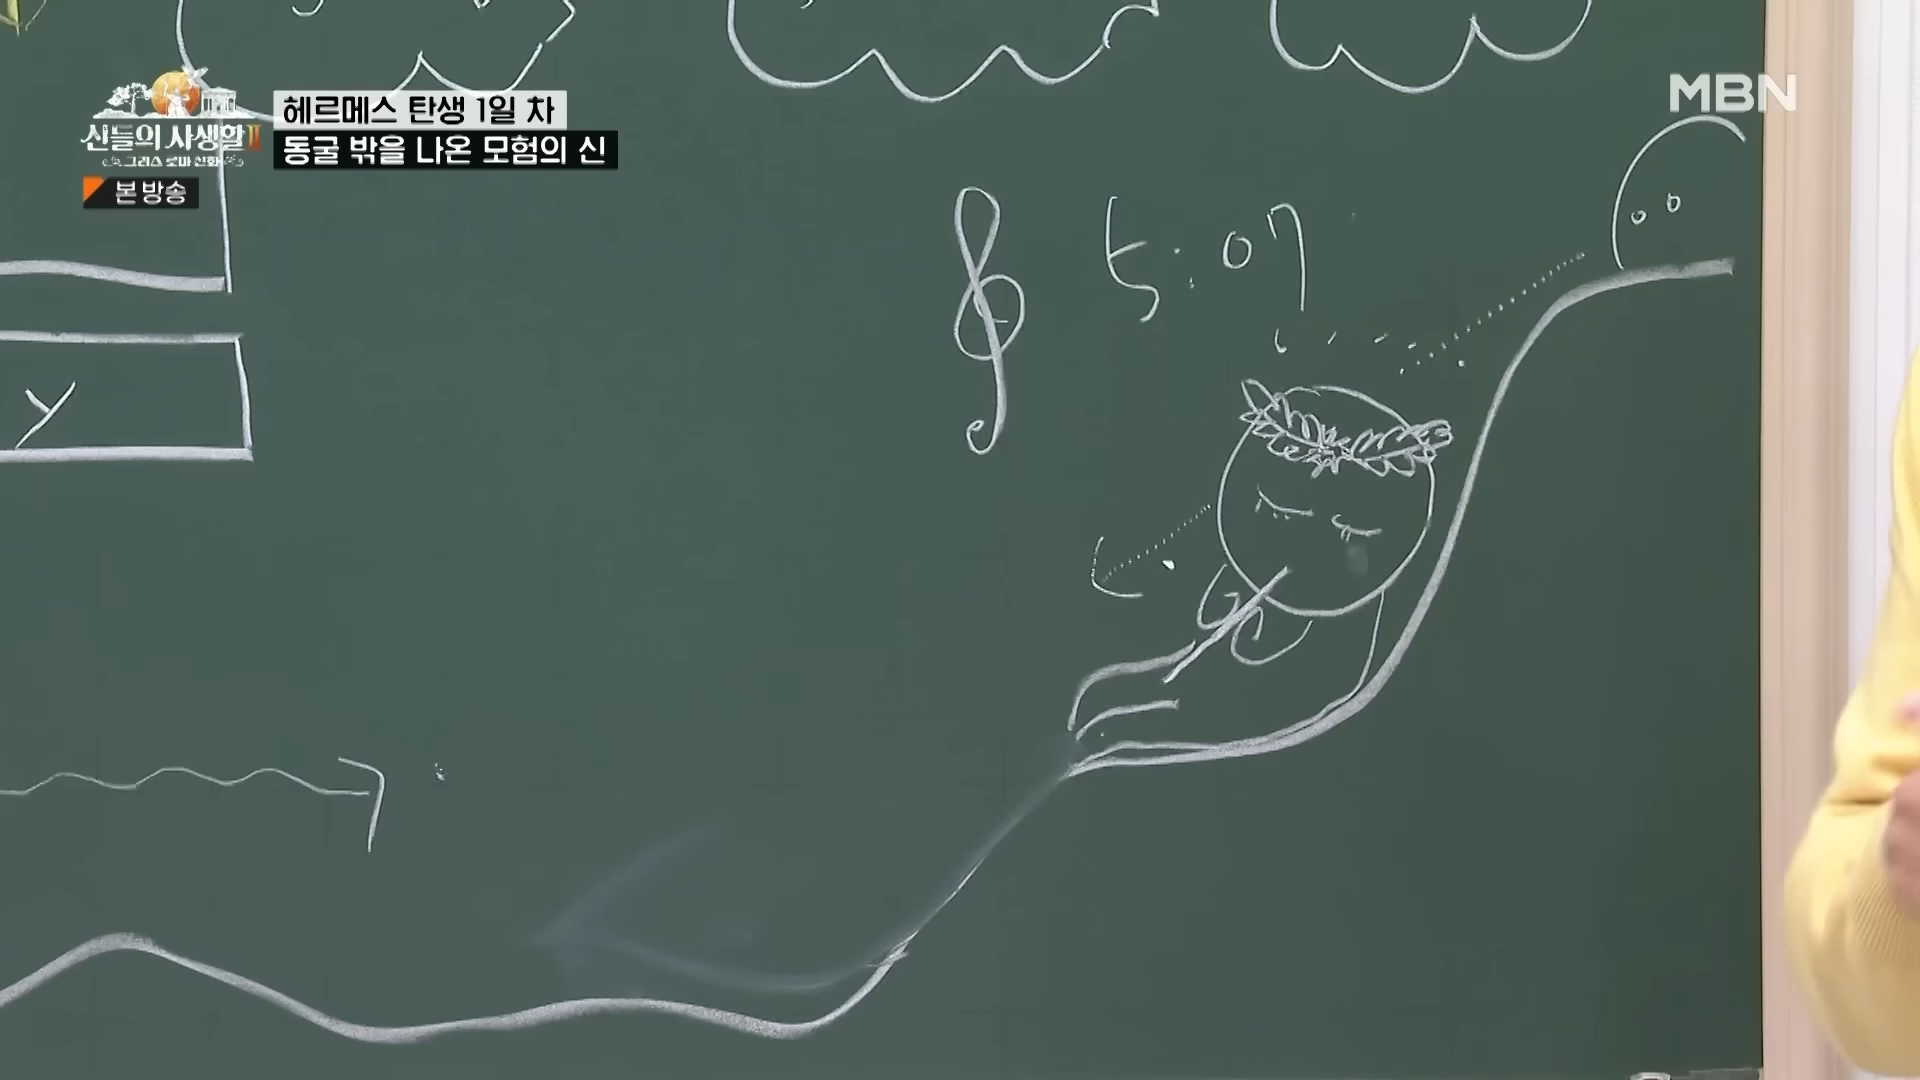 MBN
신들의 사생활 II
그리스 로마 신화
본방송
헤르메스 탄생 1일 차
동굴 밖을 나온 모험의 신
5:07
y